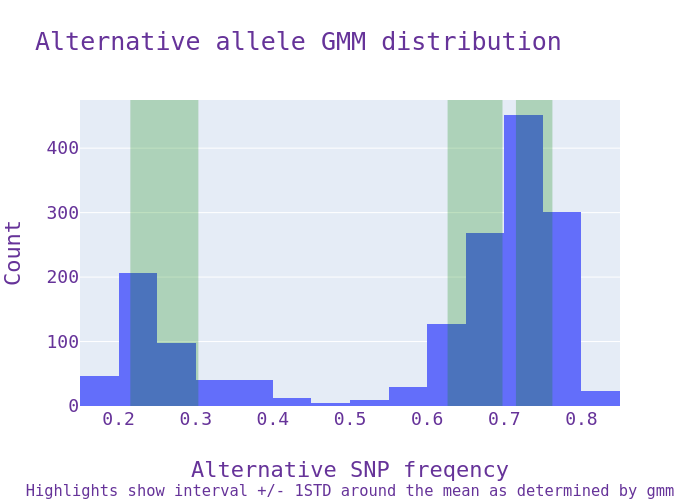 Alternative allele GMM distribution
Count
400
300
200
100
0
0.2 0.3 0.4 0.5 0.6 0.7 0.8
Alternative SNP freqency
Highlights show interval +/- 1STD around the mean as determined by gmm